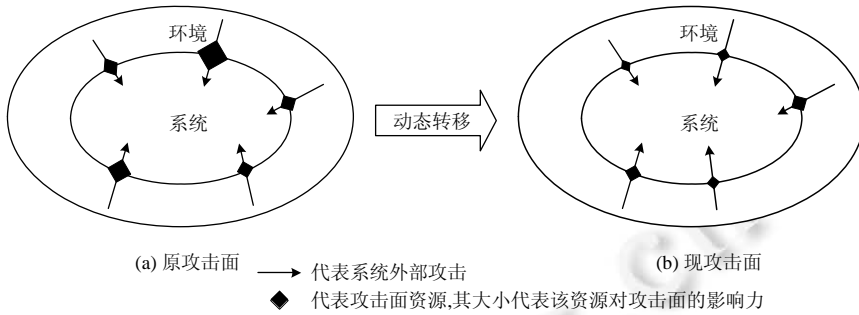 环境
系统
动态转移
环境
系统
(a) 原攻击面
(b) 现攻击面
代表系统外部攻击
代表攻击面资源,其大小代表该资源对攻击面的影响力